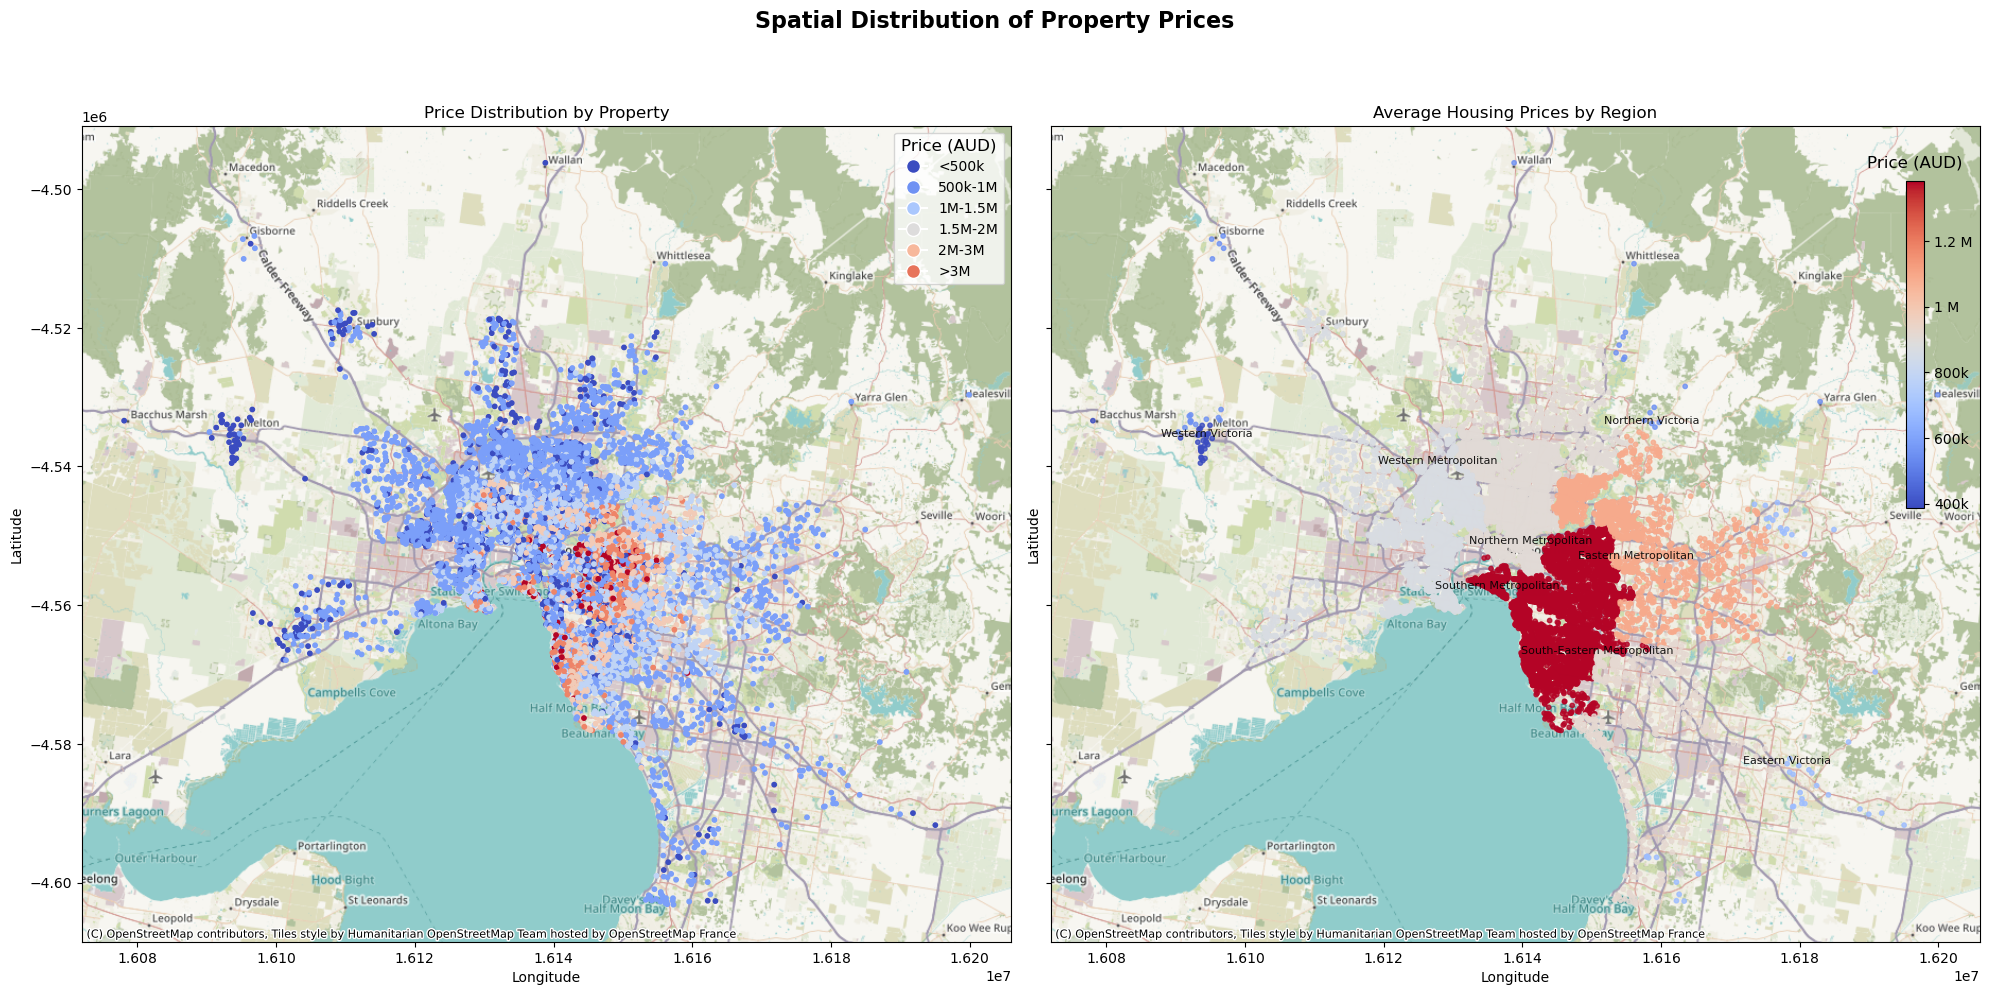 Spatial Distribution of Property Prices
Price Distribution by Property
1e6
−4.50
−4.52
−4.54
−4.56
−4.58
−4.60
Latitude
Macedon
Wallan
Riddells Creek
Gisborne
Calder Freeway
Whittlesea
Kinglake
Sunbury
Bacchus Marsh
Melton
Yarra Glen
Healesvil
Seville
Woori Y
Altona Bay
Campbells Cove
Half Moon Bay
Beaumaris Bay
Gem
Lara
Outer Harbour
Portarlington
eelong
Hood Bight
Drysdale
St Leonards
Davey's
Half Moon Bay
Leopold
Koo Wee Rup
Price (AUD)
<500k
500k-1M
1M-1.5M
1.5M-2M
2M-3M
>3M
(C) OpenStreetMap contributors, Tiles style by Humanitarian OpenStreetMap Team hosted by OpenStreetMap France
1.608
1.610
1.612
1.614
1.616
1.618
1.620
1e7
Longitude
Average Housing Prices by Region
Latitude
Macedon
Wallan
Riddells Creek
Gisborne
Calder Freeway
Whittlesea
Kinglake
Sunbury
Bacchus Marsh
Melton
Western Victoria
Northern Victoria
Yarra Glen
Healesvil
Western Metropolitan
Seville
Woori Y
Northern Metropolitan
Eastern Metropolitan
Southern Metropolitan
Altona Bay
South-Eastern Metropolitan
Campbells Cove
Gem
Half Moon Bay
Beaumaris Bay
Lara
Eastern Victoria
Outer Harbour
Portarlington
eelong
Hood Bight
Drysdale
St Leonards
Davey's
Half Moon Bay
Leopold
Koo Wee Rup
Price (AUD)
1.2 M
1 M
800k
600k
400k
(C) OpenStreetMap contributors, Tiles style by Humanitarian OpenStreetMap Team hosted by OpenStreetMap France
1.608
1.610
1.612
1.614
1.616
1.618
1.620
1e7
Longitude